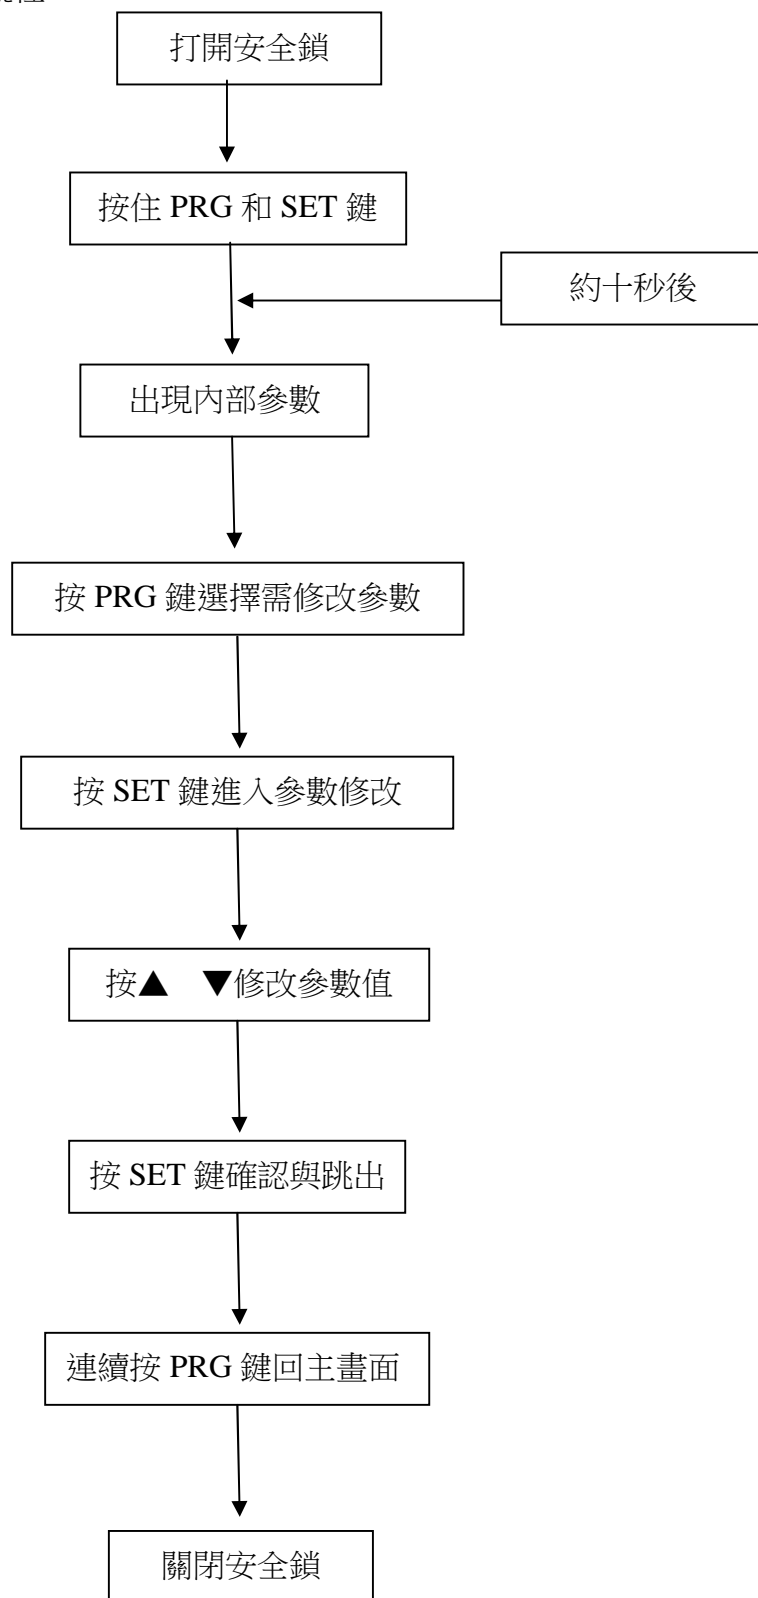 打開安全鎖
按住 PRG 和 SET 鍵
約十秒後
出現內部參數
按 PRG 鍵選擇需修改參數
按 SET 鍵進入參數修改
按▲ ▼修改參數值
按 SET 鍵確認與跳出
連續按 PRG 鍵回主畫面
關閉安全鎖